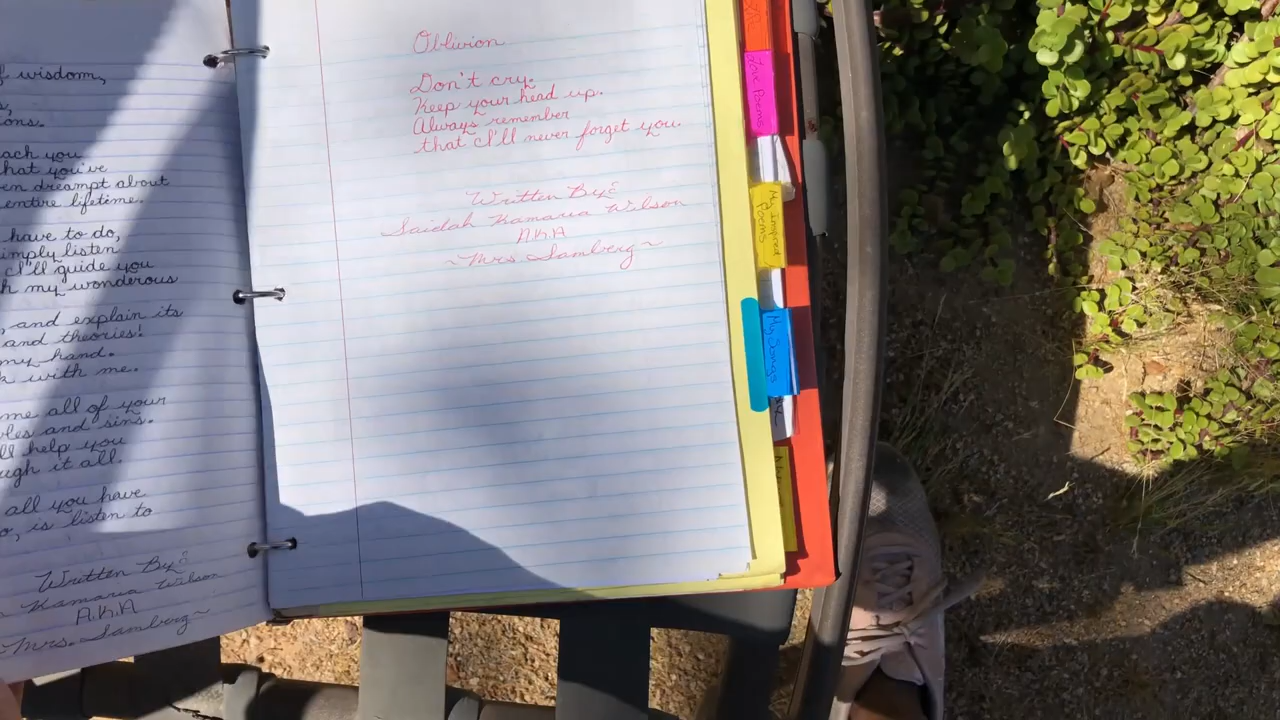 f wisdom,
ons.
ach you
hat you've
en dreampt about
entire lifetime.
have to do,
imply listen
I'll guide you
h my wonderous
, and explain its
and theories!
my hand.
k with me.
me all of your
les and sins.
ll help you
ugh it all.
all you have
o, is listen to
Written By:
Kamaria Wilson
A.K.A
Mrs. Samberg~
Oblivion
Don't cry.
Keep your head up.
Always remember
that I'll never forget you.
Written By:
Saidah Kamaria Wilson
A.K.A
~Mrs Samberg~
Love Poems
My Inspired
Poems
My Songs